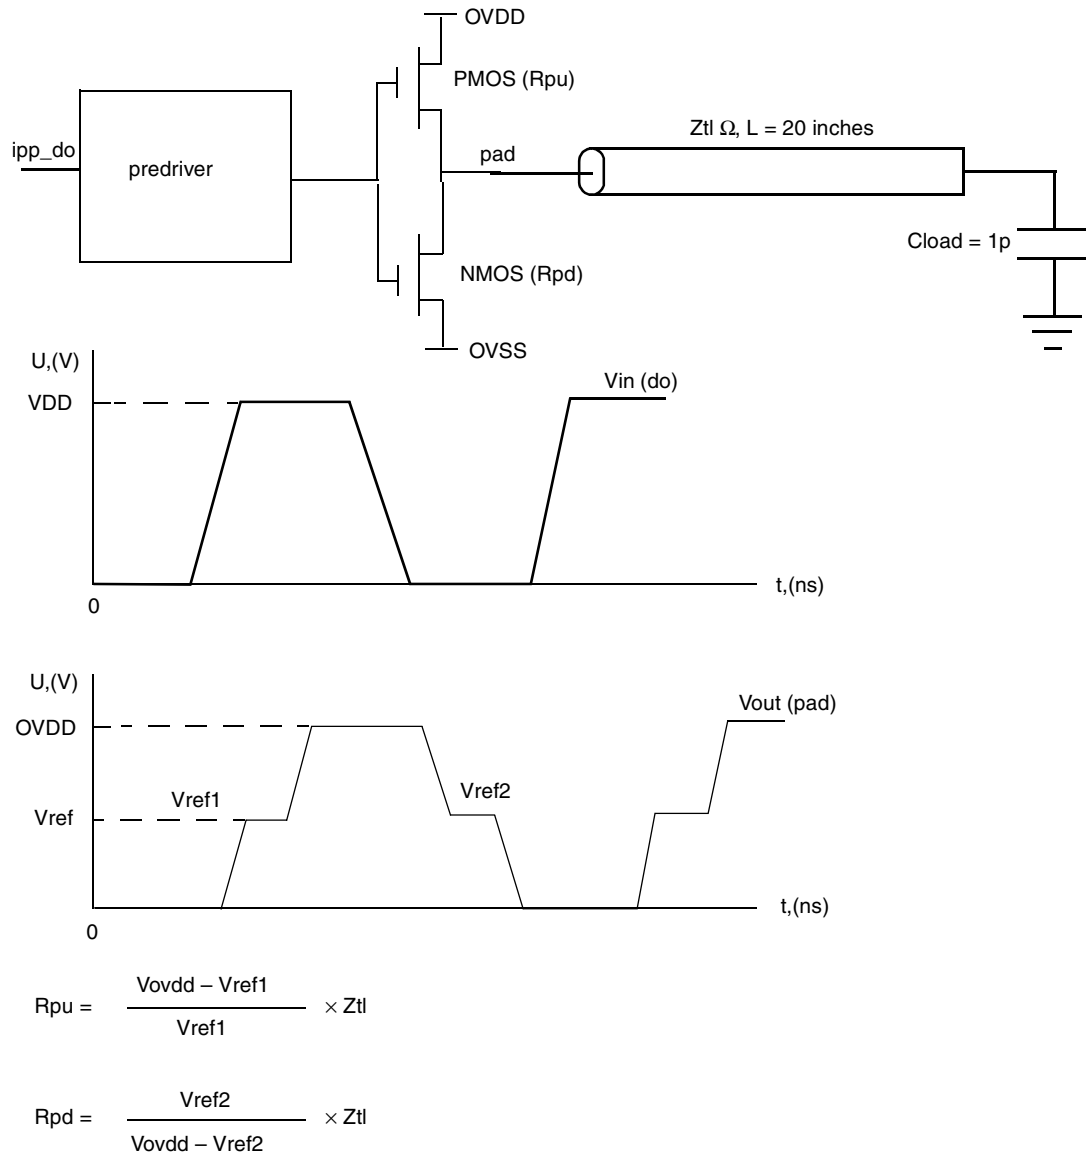 OVDD
PMOS (Rpu)
ipp_do
predriver
pad
Ztl Ω, L = 20 inches
Cload = 1p
NMOS (Rpd)
OVSS
U,(V)
VDD
Vin (do)
t,(ns)
0
U,(V)
OVDD
Vout (pad)
Vref1
Vref2
Vref
t,(ns)
0
Rpu = Vovdd – Vref1 / Vref1 × Ztl
Rpd = Vref2 / Vovdd – Vref2 × Ztl